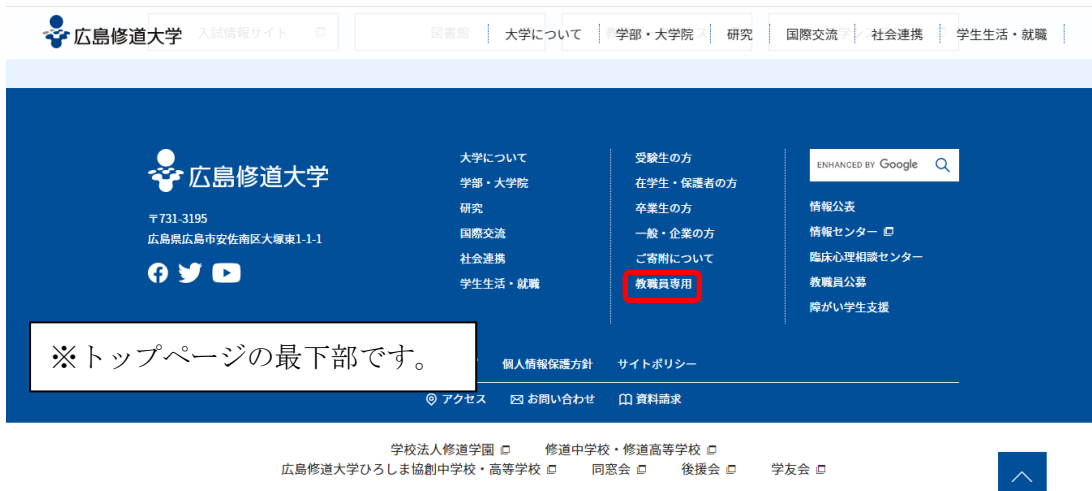 広島修道大学
入試情報サイト
図書館
大学について 学部・大学院 研究 国際交流 社会連携 学生生活・就職
広島修道大学
〒731-3195
広島県広島市安佐南区大塚東1-1-1
大学について
学部・大学院
研究
国際交流
社会連携
学生生活・就職
受験生の方
在学生・保護者の方
卒業生の方
一般・企業の方
ご寄附について
教職員専用
ENHANCED BY Google
情報公表
情報センター
臨床心理相談センター
教職員公募
障がい学生支援
※トップページの最下部です。
個人情報保護方針 サイトポリシー
アクセス お問い合わせ 資料請求
学校法人修道学園 修道中学校・修道高等学校
広島修道大学ひろしま協創中学校・高等学校 同窓会 後援会 学友会